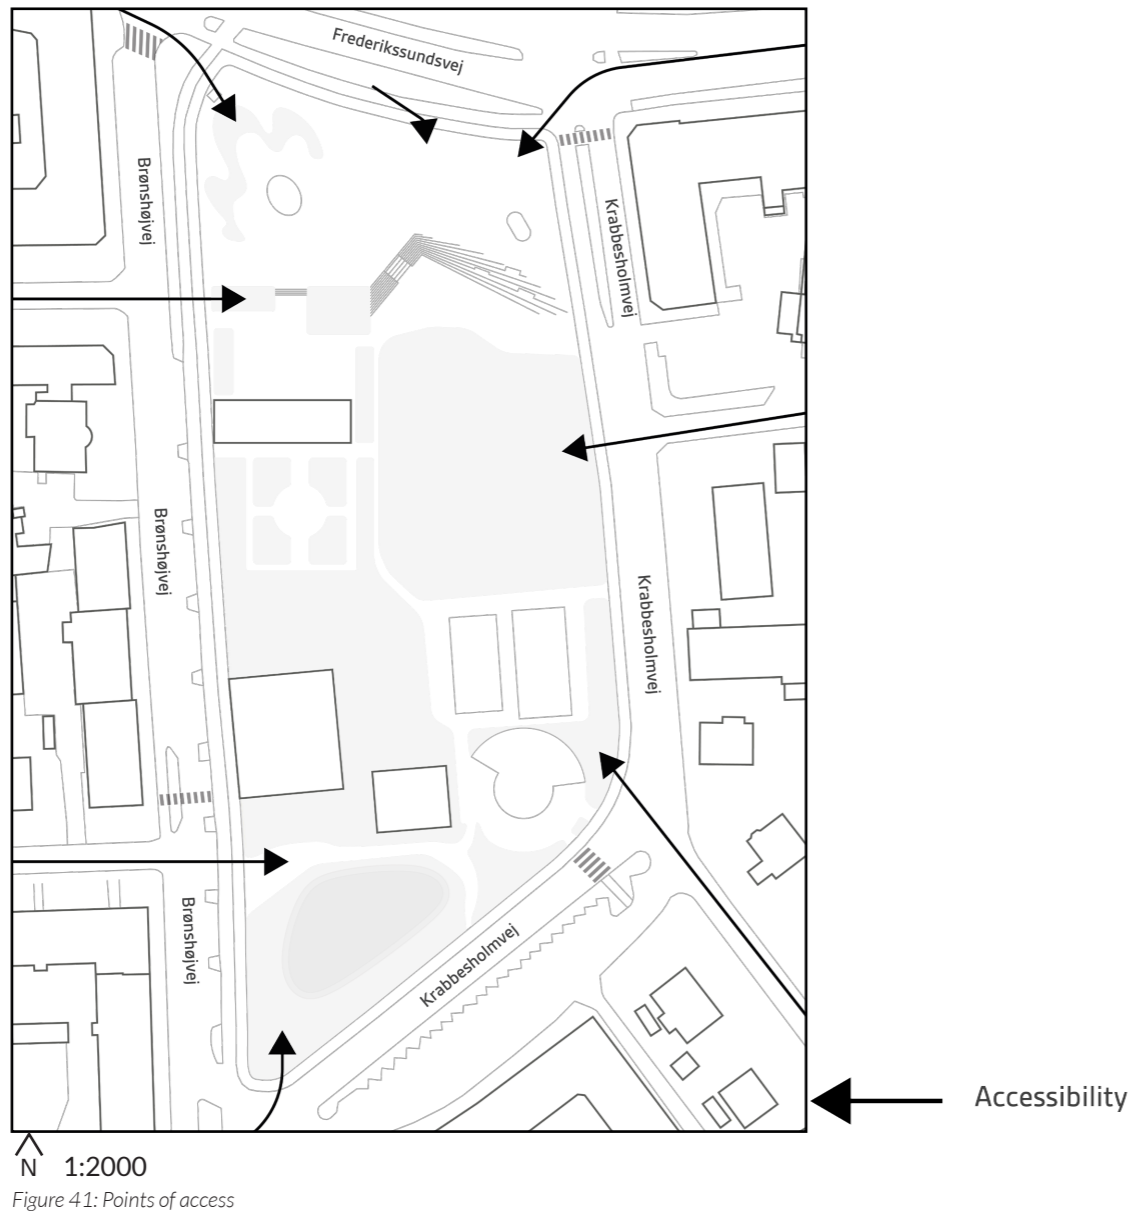 Frederikssundsvej
Brønshøjvej
Krabbesholmvej
Brønshøjvej
Krabbesholmvej
Brønshøjvej
Krabbesholmvej
Accessibility
N 1:2000
Figure 41: Points of access